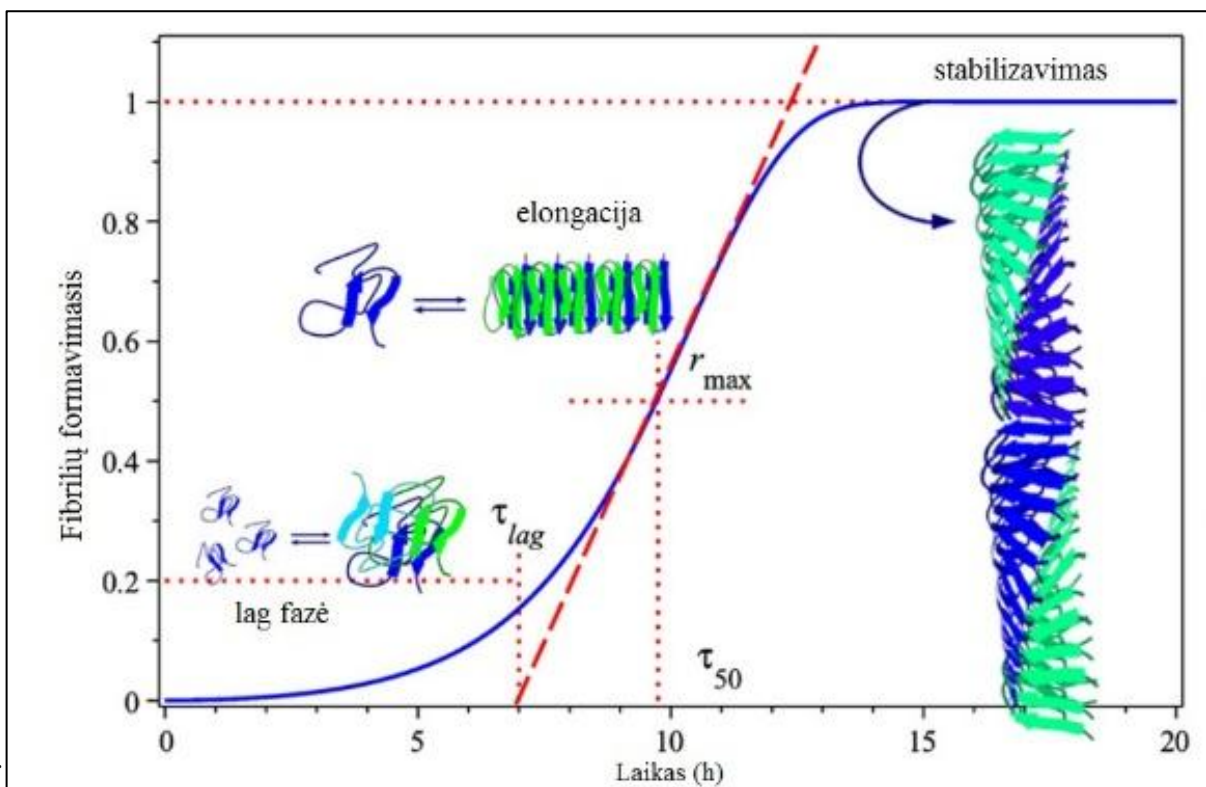 stabilizavimas
1
elongacija
0.8
Fibrilių formavimasis
0.6
r max
0.4
τ lag
0.2
lag fazė
τ 50
0
0 5 10 15 20
Laikas (h)